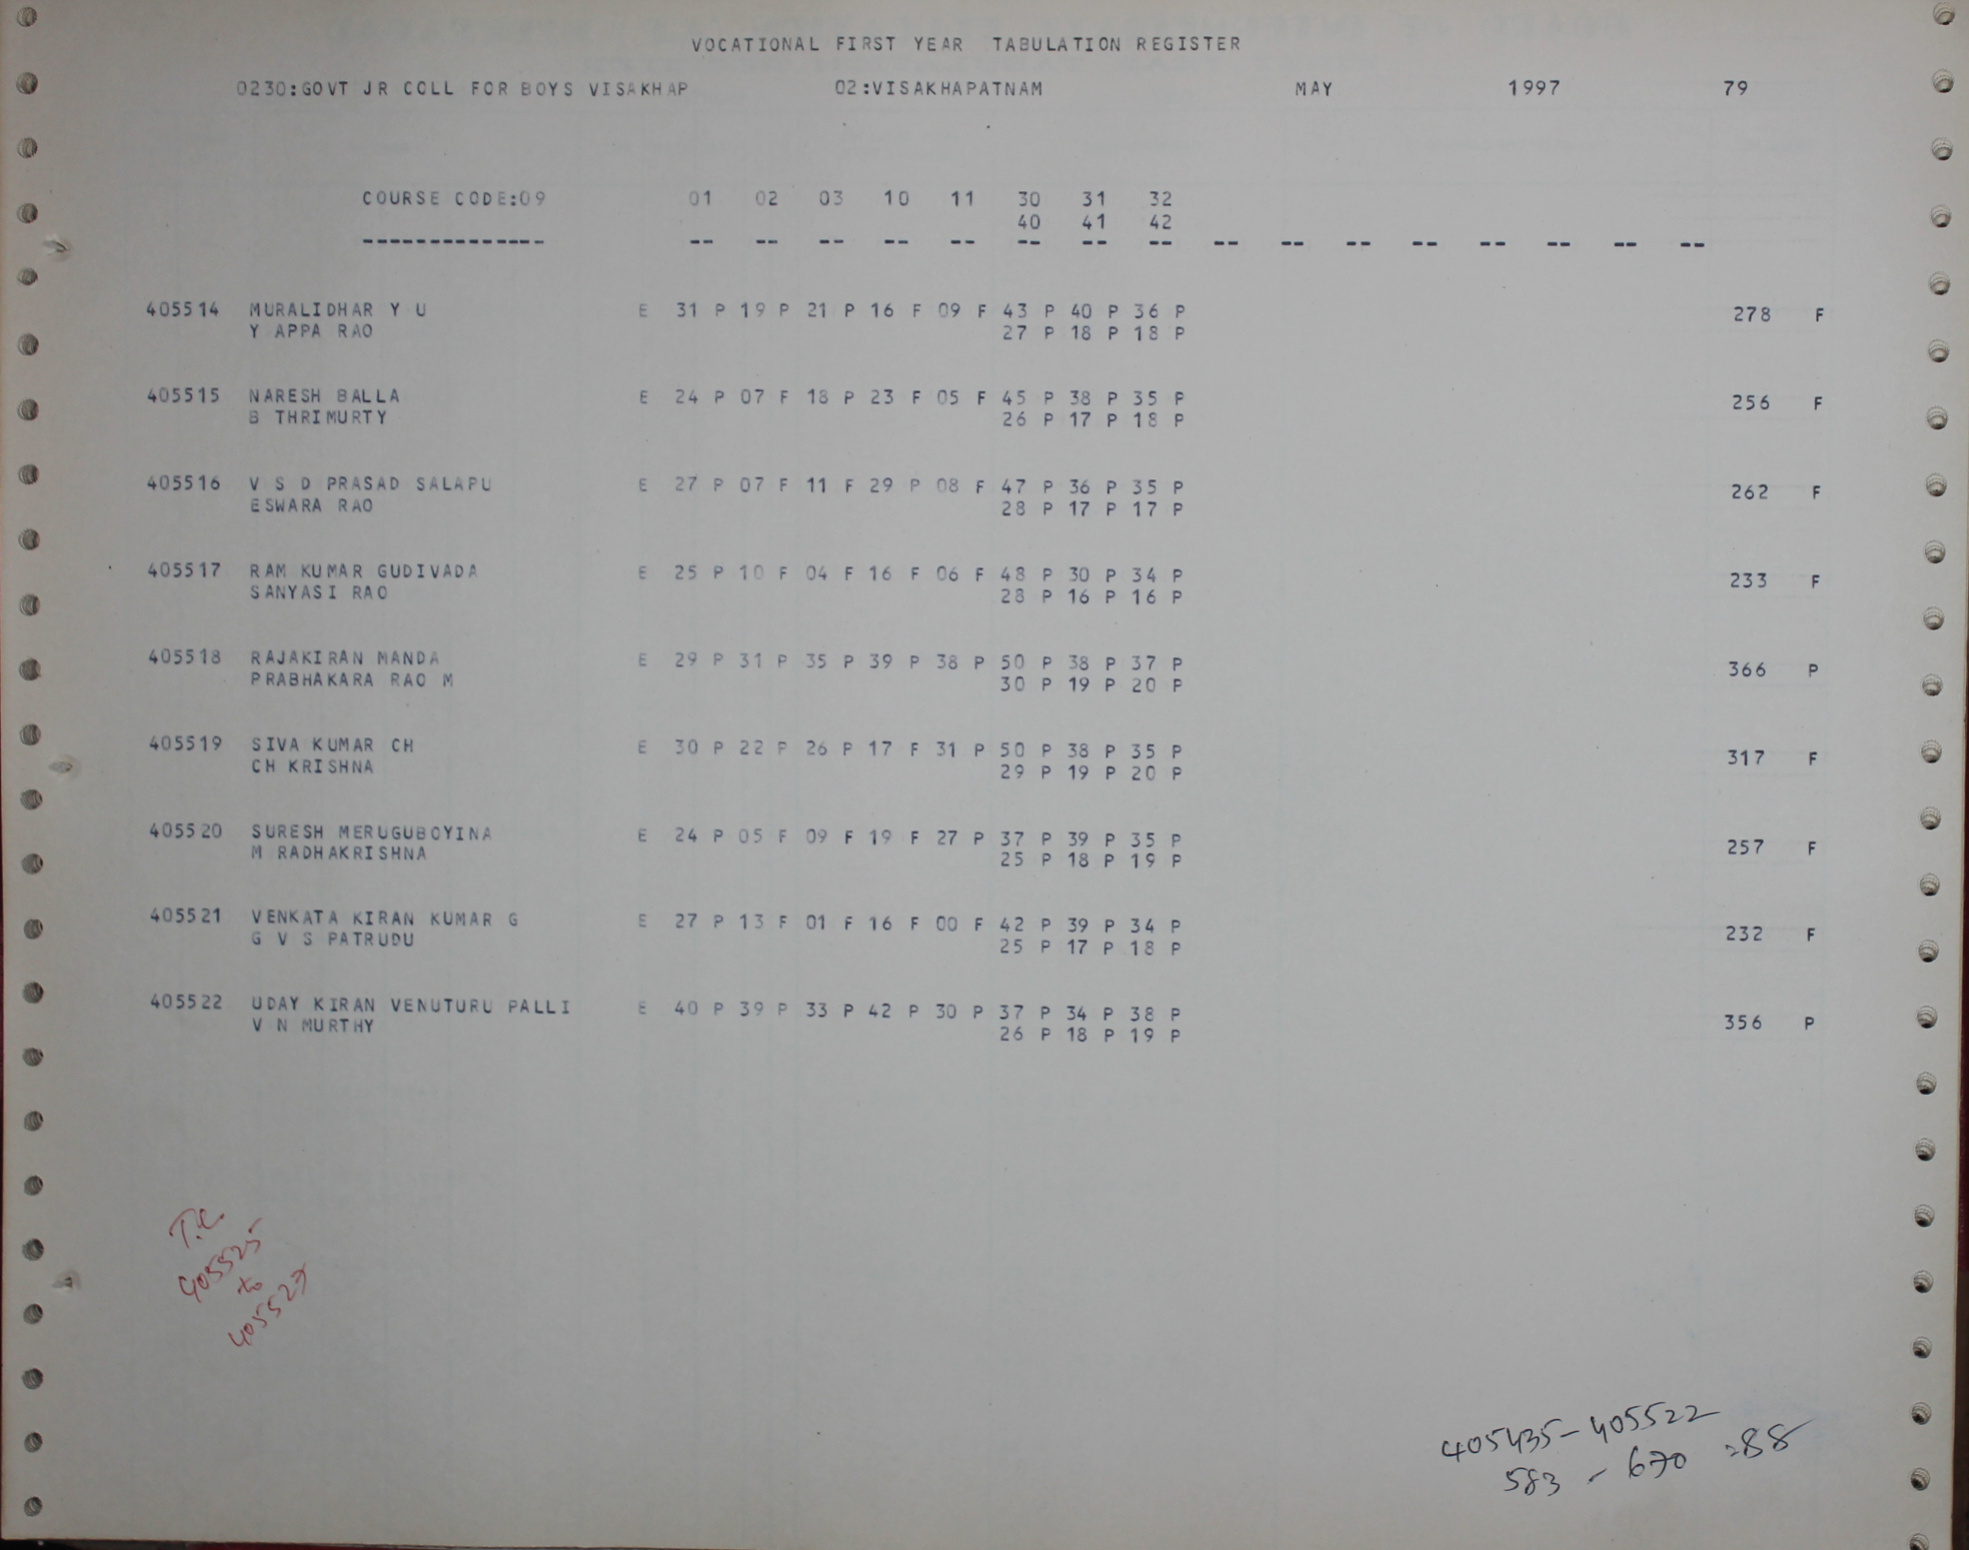 VOCATIONAL FIRST YEAR TABULATION REGISTER
0230:GOVT JR COLL FOR BOYS VISAKHAP 02:VISAKHAPATNAM MAY 1997 79
COURSE CODE:09 01 02 03 10 11 30 31 32
40 41 42
-------------- -- -- -- -- -- -- -- -- -- -- -- -- -- -- -- --
405514 MURALIDHAR Y U E 31 P 19 P 21 P 16 F 09 F 43 P 40 P 36 P 278 F
Y APPA RAO 27 P 18 P 18 P
405515 NARESH BALLA E 24 P 07 F 18 P 23 F 05 F 45 P 38 P 35 P 256 F
B THRIMURTY 26 P 17 P 18 P
405516 V S D PRASAD SALAPU E 27 P 07 F 11 F 29 P 08 F 47 P 36 P 35 P 262 F
ESWARA RAO 28 P 17 P 17 P
405517 RAM KUMAR GUDIVADA E 25 P 10 F 04 F 16 F 06 F 48 P 30 P 34 P 233 F
SANYASI RAO 28 P 16 P 16 P
405518 RAJAKIRAN MANDA E 29 P 31 P 35 P 39 P 38 P 50 P 38 P 37 P 366 P
PRABHAKARA RAO M 30 P 19 P 20 P
405519 SIVA KUMAR CH E 30 P 22 P 26 P 17 F 31 P 50 P 38 P 35 P 317 F
CH KRISHNA 29 P 19 P 20 P
405520 SURESH MERUGUBOYINA E 24 P 05 F 09 F 19 F 27 P 37 P 39 P 35 P 257 F
M RADHAKRISHNA 25 P 18 P 19 P
405521 VENKATA KIRAN KUMAR G E 27 P 13 F 01 F 16 F 00 F 42 P 39 P 34 P 232 F
G V S PATRUDU 25 P 17 P 18 P
405522 UDAY KIRAN VENUTURU PALLI E 40 P 39 P 33 P 42 P 30 P 37 P 34 P 38 P 356 P
V N MURTHY 26 P 18 P 19 P
T.C.
405525
to
405527
405435-405522
583 - 670 =88